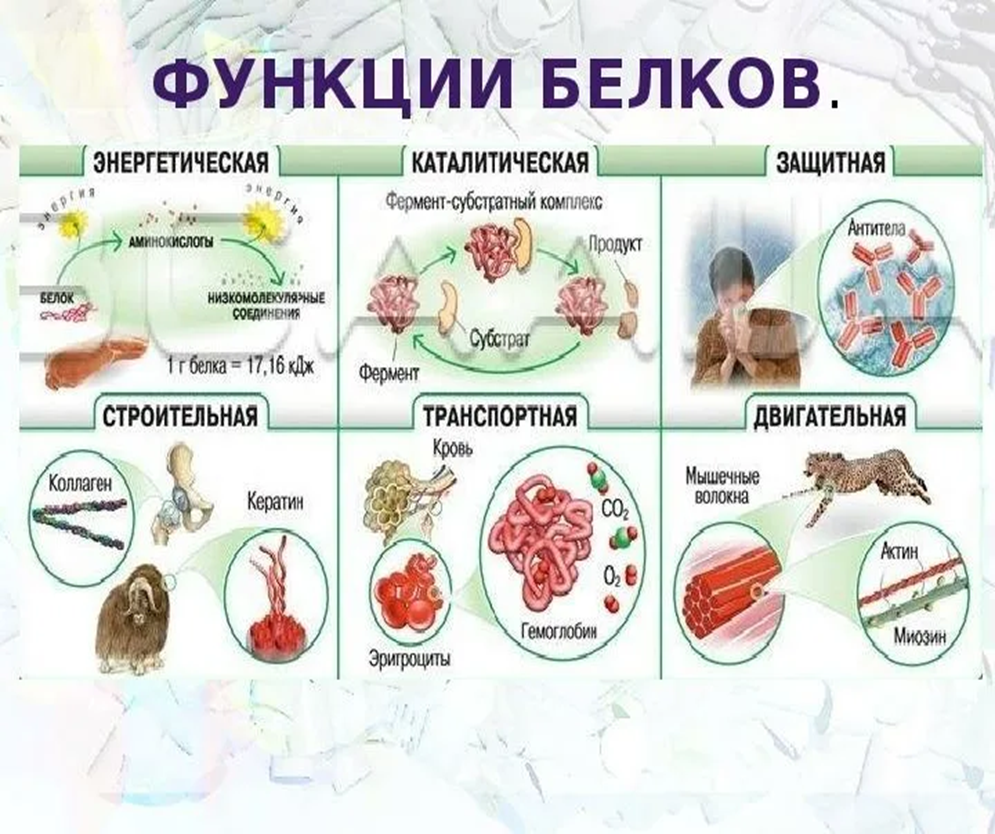 ФУНКЦИИ БЕЛКОВ.
ЭНЕРГЕТИЧЕСКАЯ
энергия
энергия
АМИНОКИСЛОТЫ
БЕЛОК
НИЗКОМОЛЕКУЛЯРНЫЕ
СОЕДИНЕНИЯ
1 г белка = 17,16 кДж
КАТАЛИТИЧЕСКАЯ
Фермент-субстратный комплекс
Продукт
Субстрат
Фермент
ЗАЩИТНАЯ
Антитела
СТРОИТЕЛЬНАЯ
Коллаген
Кератин
ТРАНСПОРТНАЯ
Кровь
CO₂
O₂
Гемоглобин
Эригроциты
ДВИГАТЕЛЬНАЯ
Мышечные
волокна
Актин
Миозин